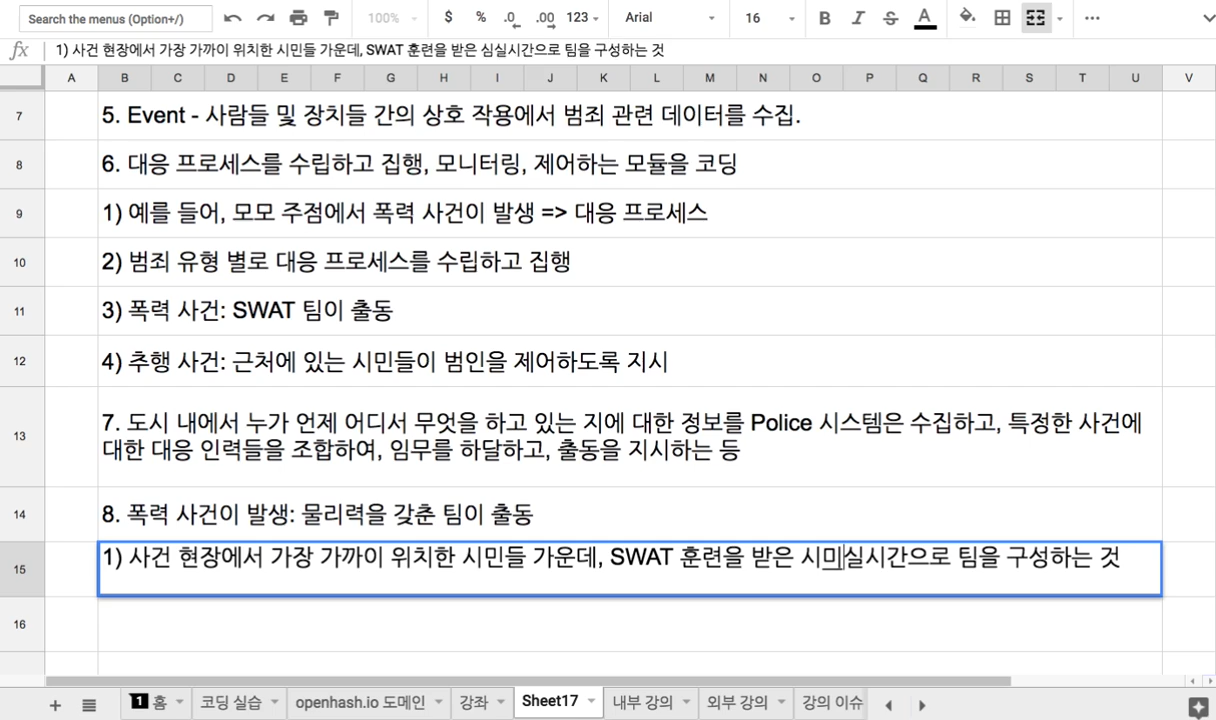 Search the menus (Option+/) 100% $ % .0 .00 123 Arial 16 B I S A
fx 1) 사건 현장에서 가장 가까이 위치한 시민들 가운데, SWAT 훈련을 받은 심실시간으로 팀을 구성하는 것
A B C D E F G H I J K L M N O P Q R S T U V
7 5. Event - 사람들 및 장치들 간의 상호 작용에서 범죄 관련 데이터를 수집.
8 6. 대응 프로세스를 수립하고 집행, 모니터링, 제어하는 모듈을 코딩
9 1) 예를 들어, 모모 주점에서 폭력 사건이 발생 => 대응 프로세스
10 2) 범죄 유형 별로 대응 프로세스를 수립하고 집행
11 3) 폭력 사건: SWAT 팀이 출동
12 4) 추행 사건: 근처에 있는 시민들이 범인을 제어하도록 지시
13 7. 도시 내에서 누가 언제 어디서 무엇을 하고 있는 지에 대한 정보를 Police 시스템은 수집하고, 특정한 사건에
대한 대응 인력들을 조합하여, 임무를 하달하고, 출동을 지시하는 등
14 8. 폭력 사건이 발생: 물리력을 갖춘 팀이 출동
15 1) 사건 현장에서 가장 가까이 위치한 시민들 가운데, SWAT 훈련을 받은 시미실시간으로 팀을 구성하는 것
16
1 홈 코딩 실습 openhash.io 도메인 강좌 Sheet17 내부 강의 외부 강의 강의 이슈